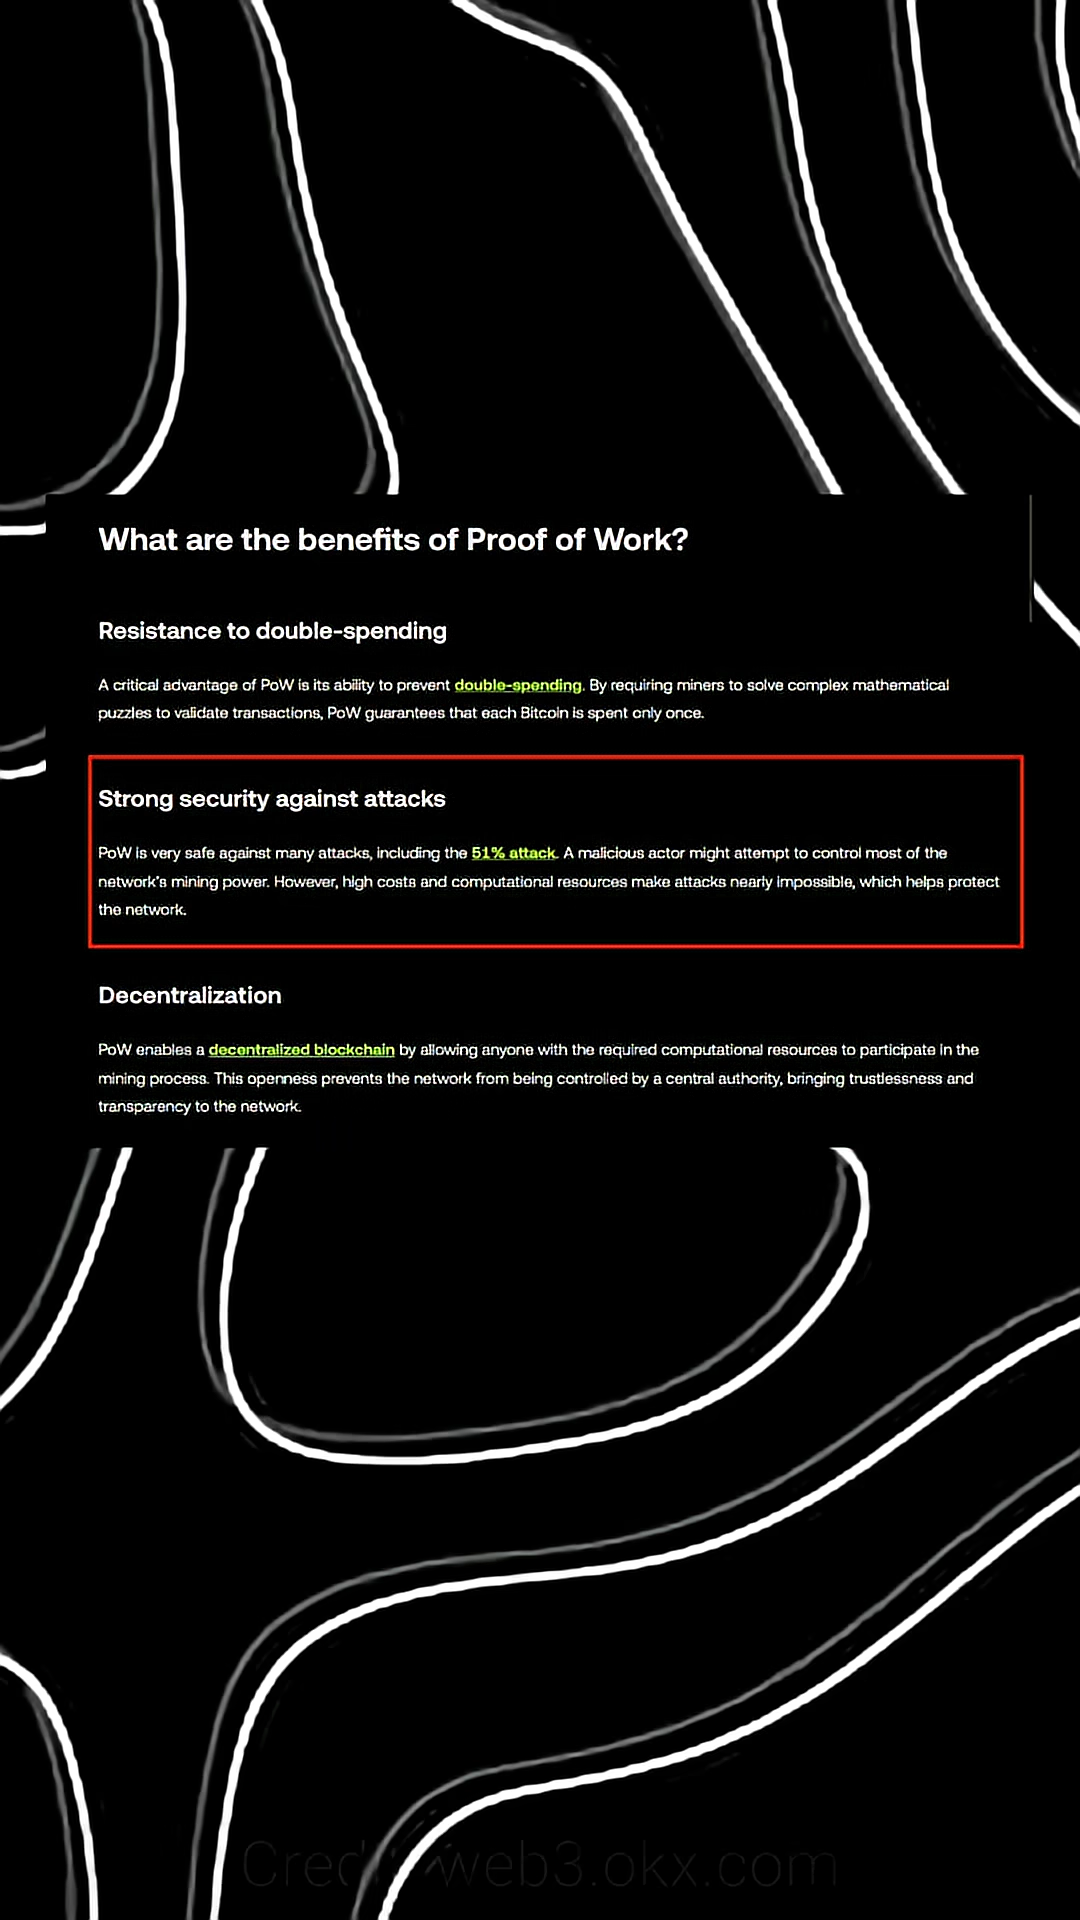 What are the benefits of Proof of Work?
Resistance to double-spending
A critical advantage of PoW is its ability to prevent double-spending. By requiring miners to solve complex mathematical
puzzles to validate transactions, PoW guarantees that each Bitcoin is spent only once.
Strong security against attacks
PoW is very safe against many attacks, including the 51% attack. A malicious actor might attempt to control most of the
network's mining power. However, high costs and computational resources make attacks nearly impossible, which helps protect
the network.
Decentralization
PoW enables a decentralized blockchain by allowing anyone with the required computational resources to participate in the
mining process. This openness prevents the network from being controlled by a central authority, bringing trustlessness and
transparency to the network.
web3.okx.com